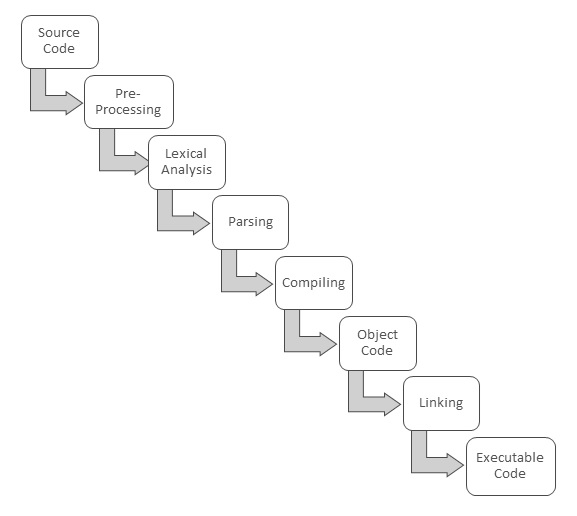 Source
Code
Pre-
Processing
Lexical
Analysis
Parsing
Compiling
Object
Code
Linking
Executable
Code